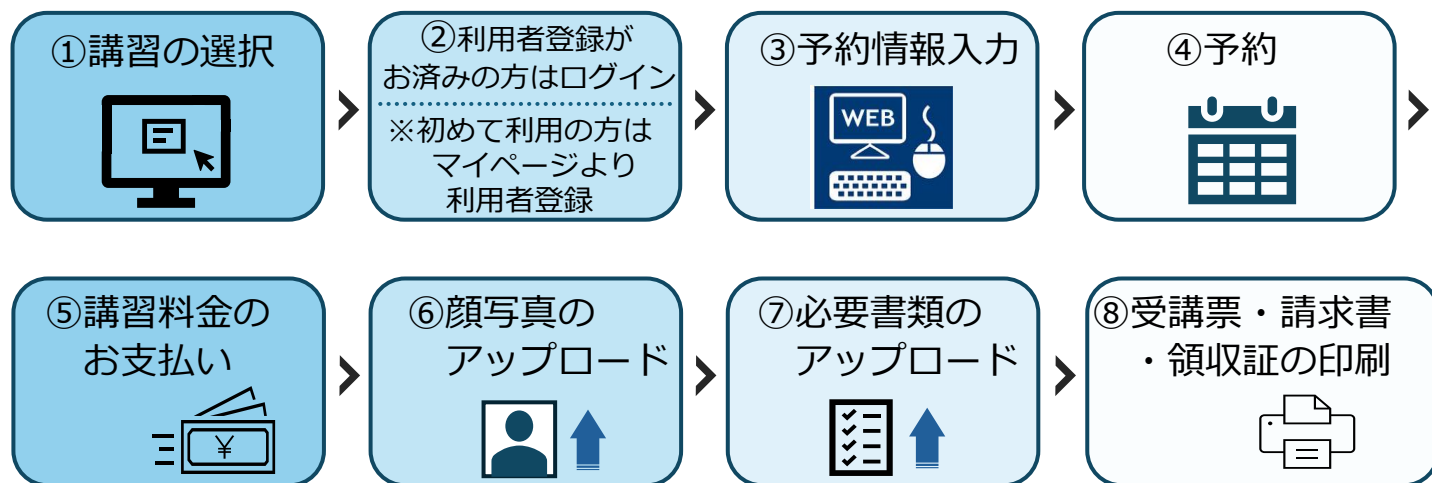 ①講習の選択
②利用者登録が
お済みの方はログイン
※初めて利用の方は
マイページより
利用者登録
③予約情報入力
WEB
④予約
⑤講習料金の
お支払い
¥
⑥顔写真の
アップロード
⑦必要書類の
アップロード
⑧受講票・請求書
・領収証の印刷